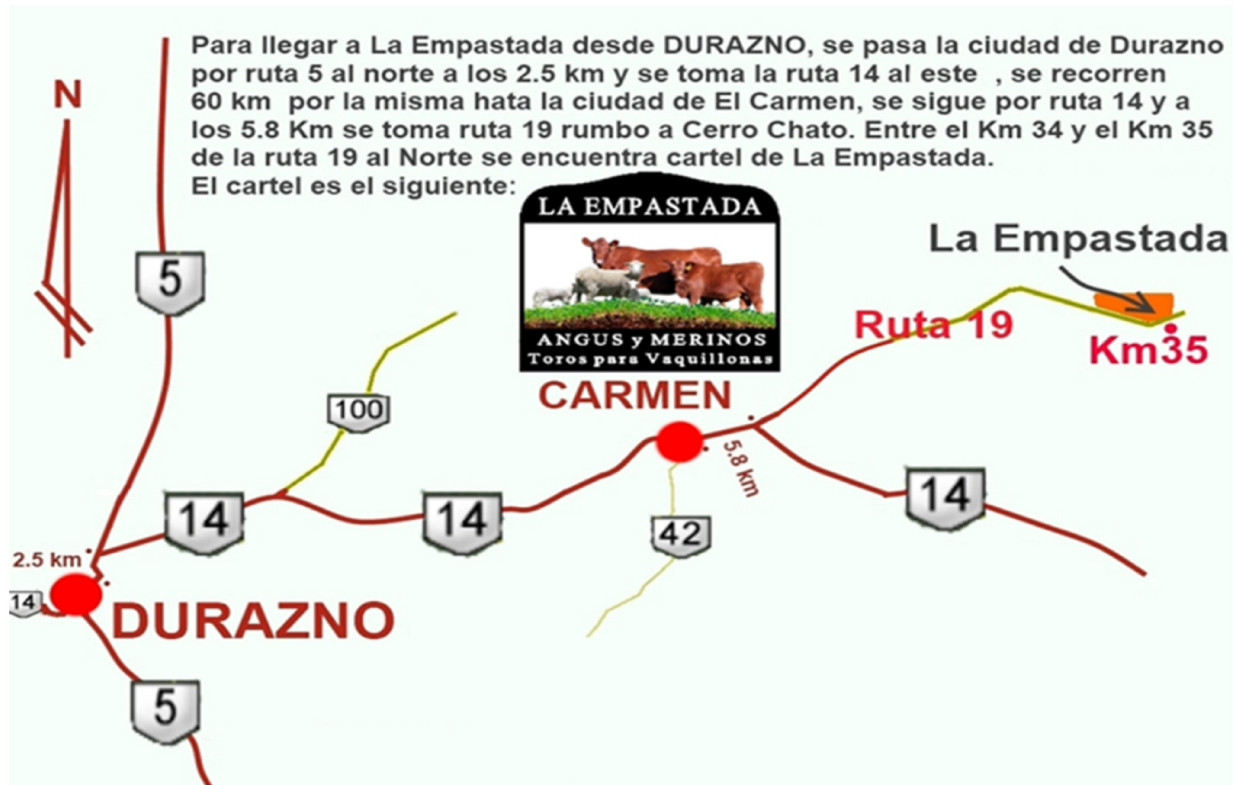 Para llegar a La Empastada desde DURAZNO, se pasa la ciudad de Durazno
por ruta 5 al norte a los 2.5 km y se toma la ruta 14 al este , se recorren
60 km por la misma hata la ciudad de El Carmen, se sigue por ruta 14 y a
los 5.8 Km se toma ruta 19 rumbo a Cerro Chato. Entre el Km 34 y el Km 35
de la ruta 19 al Norte se encuentra cartel de La Empastada.
El cartel es el siguiente:
N
LA EMPASTADA
ANGUS y MERINOS
Toros para Vaquillonas
La Empastada
5
Ruta 19
Km35
CARMEN
100
5.8 km
14
14
14
42
2.5 km
14
DURAZNO
5